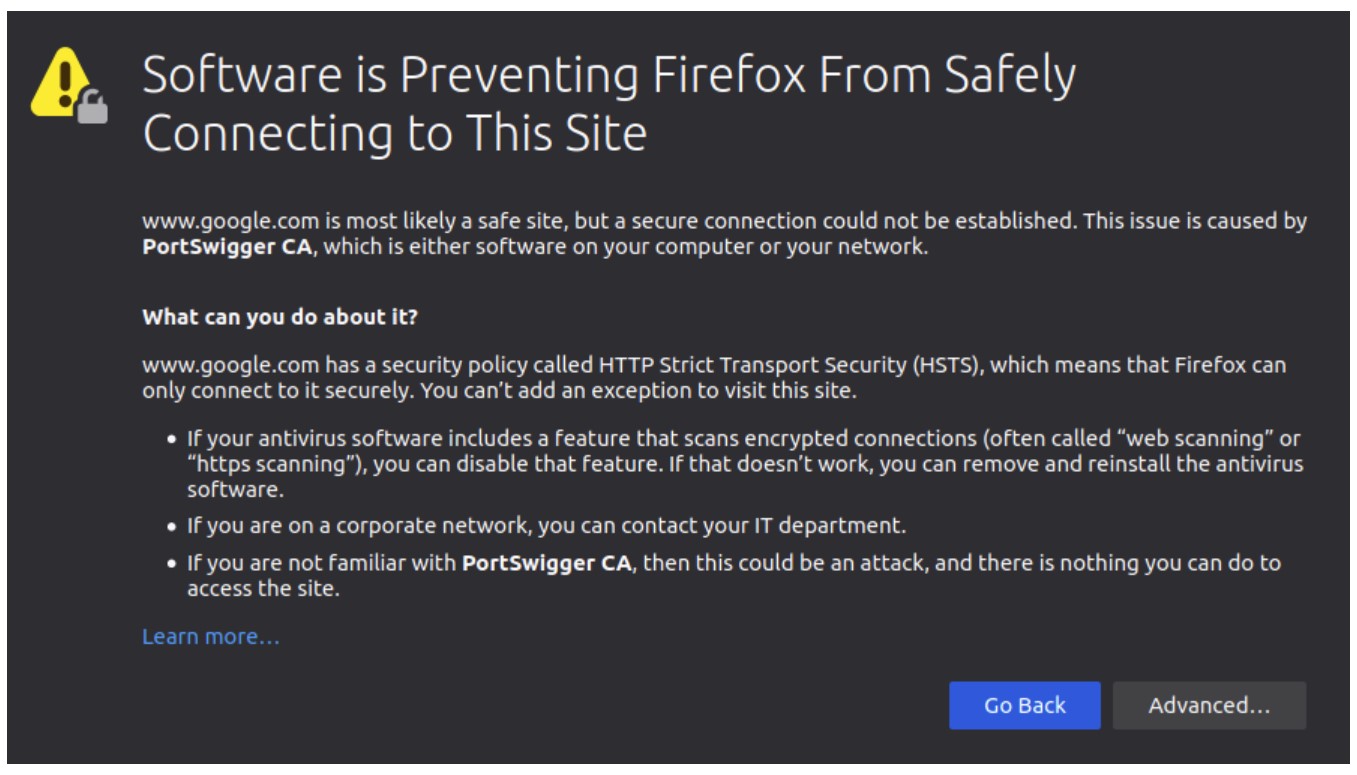 Software is Preventing Firefox From Safely
Connecting to This Site
www.google.com is most likely a safe site, but a secure connection could not be established. This issue is caused by
PortSwigger CA, which is either software on your computer or your network.
What can you do about it?
www.google.com has a security policy called HTTP Strict Transport Security (HSTS), which means that Firefox can
only connect to it securely. You can’t add an exception to visit this site.
• If your antivirus software includes a feature that scans encrypted connections (often called “web scanning” or
“https scanning”), you can disable that feature. If that doesn’t work, you can remove and reinstall the antivirus
software.
• If you are on a corporate network, you can contact your IT department.
• If you are not familiar with PortSwigger CA, then this could be an attack, and there is nothing you can do to
access the site.
Learn more…
Go Back
Advanced…